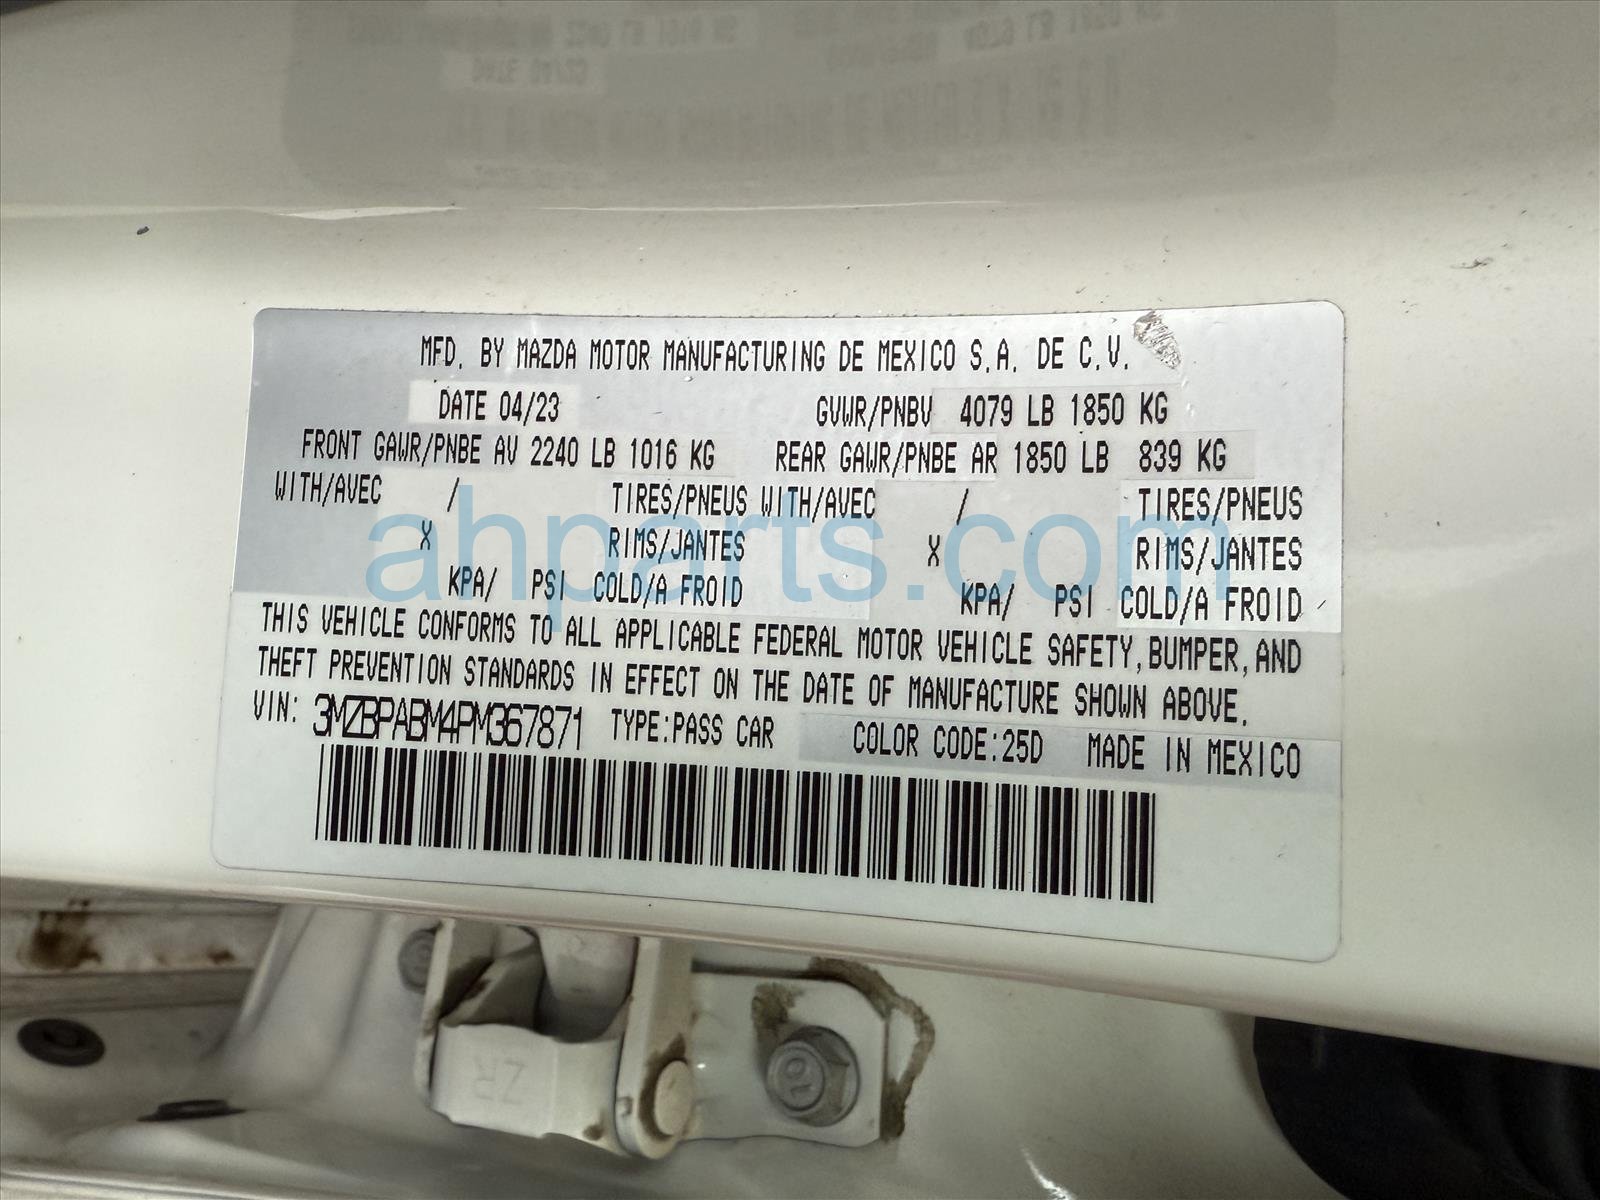 MFD. BY MAZDA MOTOR MANUFACTURING DE MEXICO S.A. DE C.V.
DATE 04/23 GVWR/PNBV 4079 LB 1850 KG
FRONT GAWR/PNBE AV 2240 LB 1016 KG REAR GAWR/PNBE AR 1850 LB 839 KG
WITH/AVEC / TIRES/PNEUS WITH/AVEC / TIRES/PNEUS
X RIMS/JANTES X RIMS/JANTES
KPA/ PSI COLD/A FROID KPA/ PSI COLD/A FROID
ahparts.com
THIS VEHICLE CONFORMS TO ALL APPLICABLE FEDERAL MOTOR VEHICLE SAFETY, BUMPER, AND
THEFT PREVENTION STANDARDS IN EFFECT ON THE DATE OF MANUFACTURE SHOWN ABOVE.
VIN: 3MZBPABM4PM367871 TYPE:PASS CAR COLOR CODE:25D MADE IN MEXICO
ZR
10